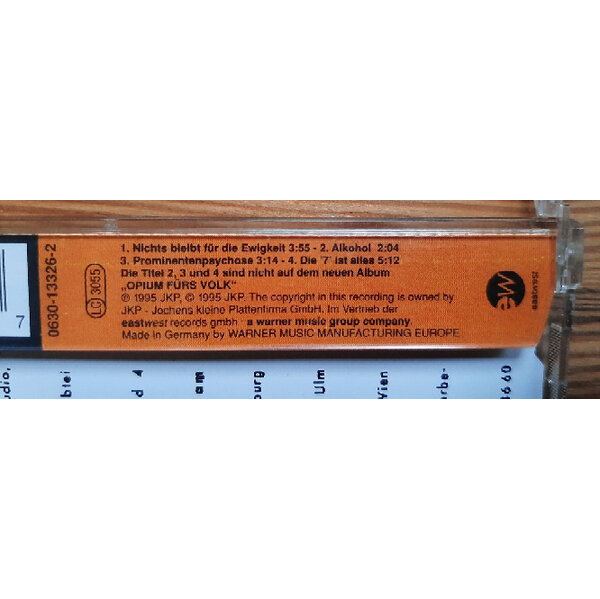 1. Nichts bleibt für die Ewigkeit 3:55 - 2. Alkohol 2:04
3. Prominentenpsychose 3:14 - 4. Die '7' ist alles 5:12
Die Titel 2, 3 und 4 sind nicht auf dem neuen Album
„OPIUM FÜRS VOLK"
℗ 1995 JKP, © 1995 JKP. The copyright in this recording is owned by
JKP - Jochens kleine Plattenfirma GmbH. Im Vertrieb der
eastwest records gmbh · a warner music group company.
Made in Germany by WARNER MUSIC MANUFACTURING EUROPE.
7
0630-13326-2
LC 3055
eastwest
4
am
Ulm